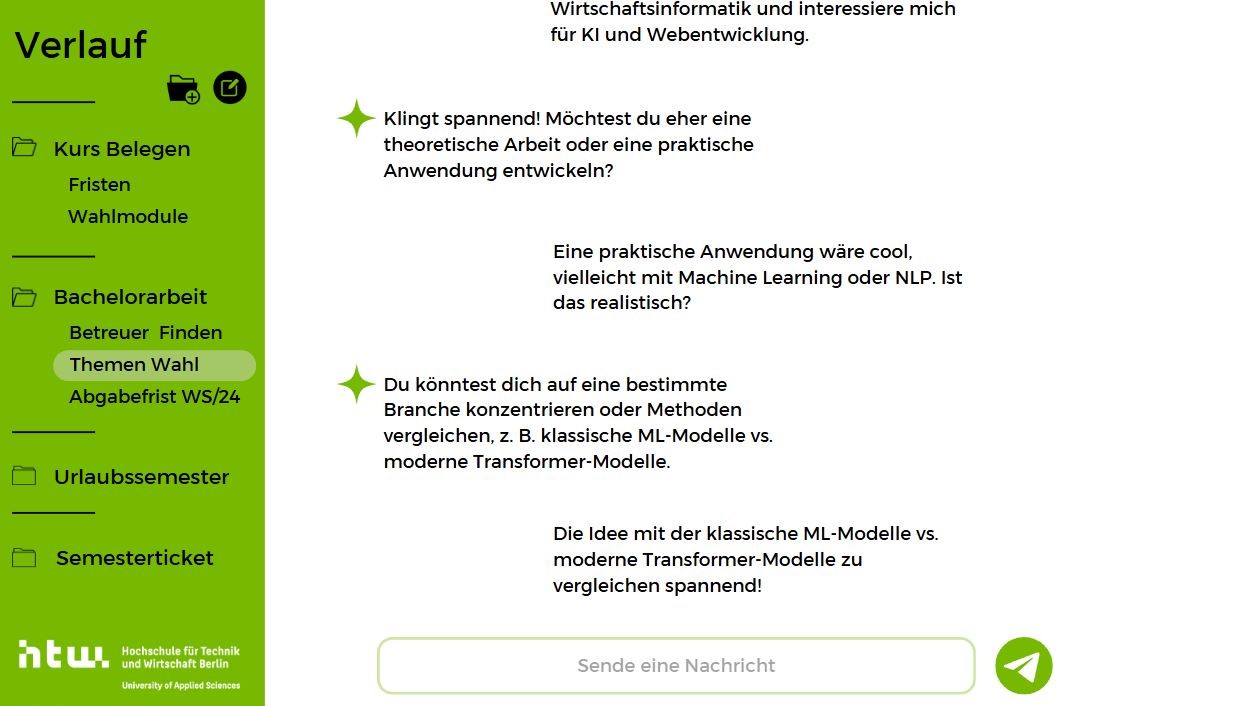 Verlauf
Kurs Belegen
Fristen
Wahlmodule
Bachelorarbeit
Betreuer Finden
Themen Wahl
Abgabefrist WS/24
Urlaubssemester
Semesterticket
htw.
Hochschule für Technik
und Wirtschaft Berlin
University of Applied Sciences
Wirtschaftsinformatik und interessiere mich
für KI und Webentwicklung.
Klingt spannend! Möchtest du eher eine
theoretische Arbeit oder eine praktische
Anwendung entwickeln?
Eine praktische Anwendung wäre cool,
vielleicht mit Machine Learning oder NLP. Ist
das realistisch?
Du könntest dich auf eine bestimmte
Branche konzentrieren oder Methoden
vergleichen, z. B. klassische ML-Modelle vs.
moderne Transformer-Modelle.
Die Idee mit der klassische ML-Modelle vs.
moderne Transformer-Modelle zu
vergleichen spannend!
Sende eine Nachricht